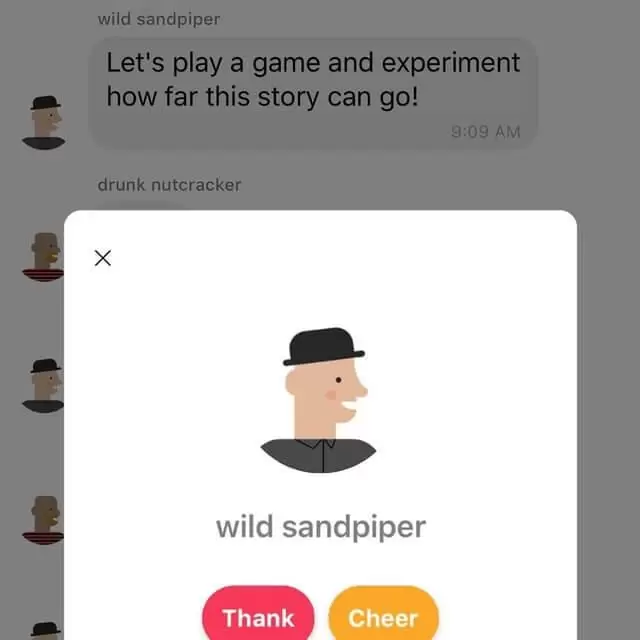 wild sandpiper
Let's play a game and experiment
how far this story can go!
9:09 AM
drunk nutcracker
wild sandpiper
Thank
Cheer